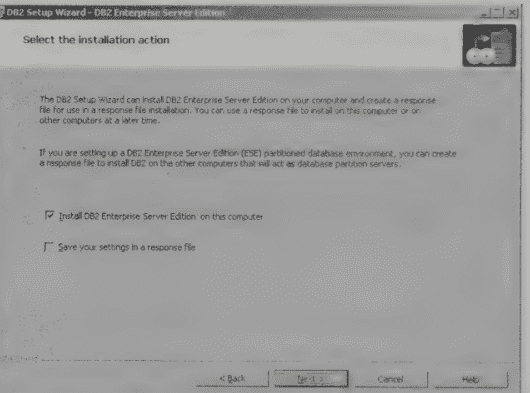 DB2 Setup Wizard - DB2 Enterprise Server Edition
Select the installation action
The DB2 Setup Wizard can install DB2 Enterprise Server Edition on your computer and create a response
file for use in a response file installation. You can use a response file to install on this computer or on
other computers at a later time.
If you are setting up a DB2 Enterprise Server Edition (ESE) partitioned database environment, you can create
a response file to install DB2 on the other computers that will act as database partition servers.
Install DB2 Enterprise Server Edition on this computer
Save your settings in a response file
< Back Next > Cancel Help